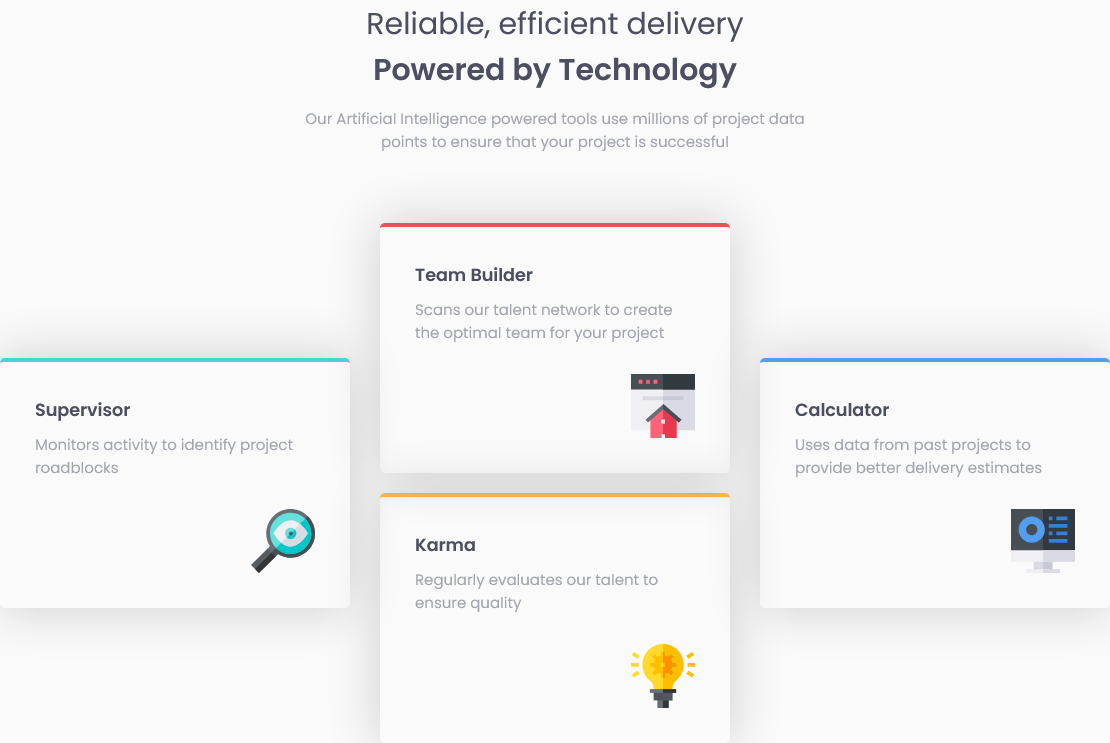 Reliable, efficient delivery
Powered by Technology
Our Artificial Intelligence powered tools use millions of project data
points to ensure that your project is successful
Supervisor
Monitors activity to identify project
roadblocks
Team Builder
Scans our talent network to create
the optimal team for your project
Karma
Regularly evaluates our talent to
ensure quality
Calculator
Uses data from past projects to
provide better delivery estimates